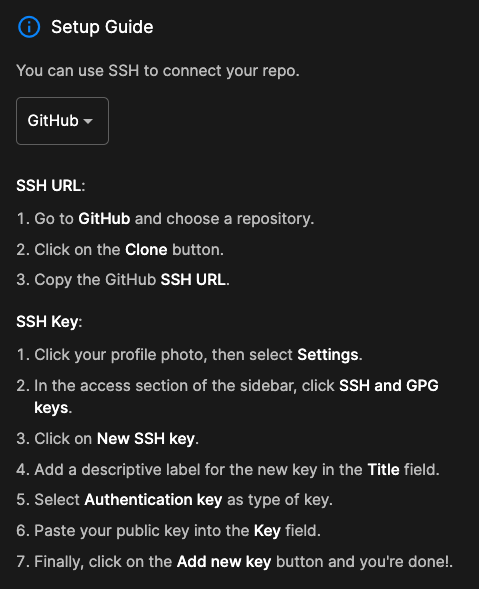 Setup Guide
You can use SSH to connect your repo.
GitHub
SSH URL:
1. Go to GitHub and choose a repository.
2. Click on the Clone button.
3. Copy the GitHub SSH URL.
SSH Key:
1. Click your profile photo, then select Settings.
2. In the access section of the sidebar, click SSH and GPG
keys.
3. Click on New SSH key.
4. Add a descriptive label for the new key in the Title field.
5. Select Authentication key as type of key.
6. Paste your public key into the Key field.
7. Finally, click on the Add new key button and you're done!.